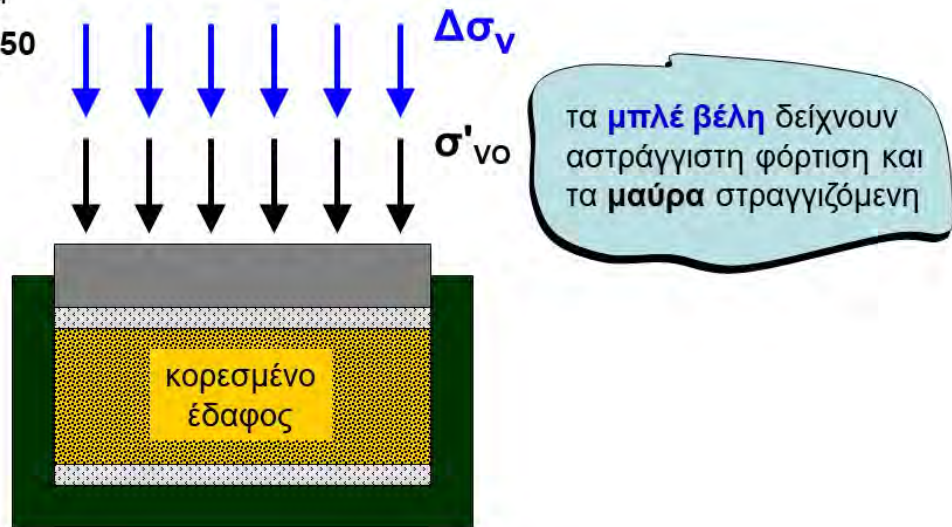 50
Δσv
σ'vo
τα μπλέ βέλη δείχνουν
αστράγγιστη φόρτιση και
τα μαύρα στραγγιζόμενη
κορεσμένο
έδαφος